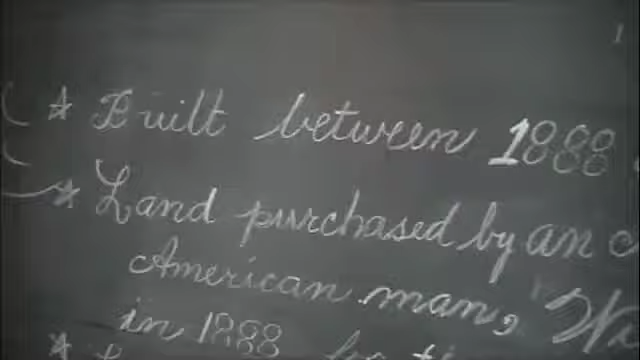 * Built between 1888
* Land purchased by an
American man,
in 1888